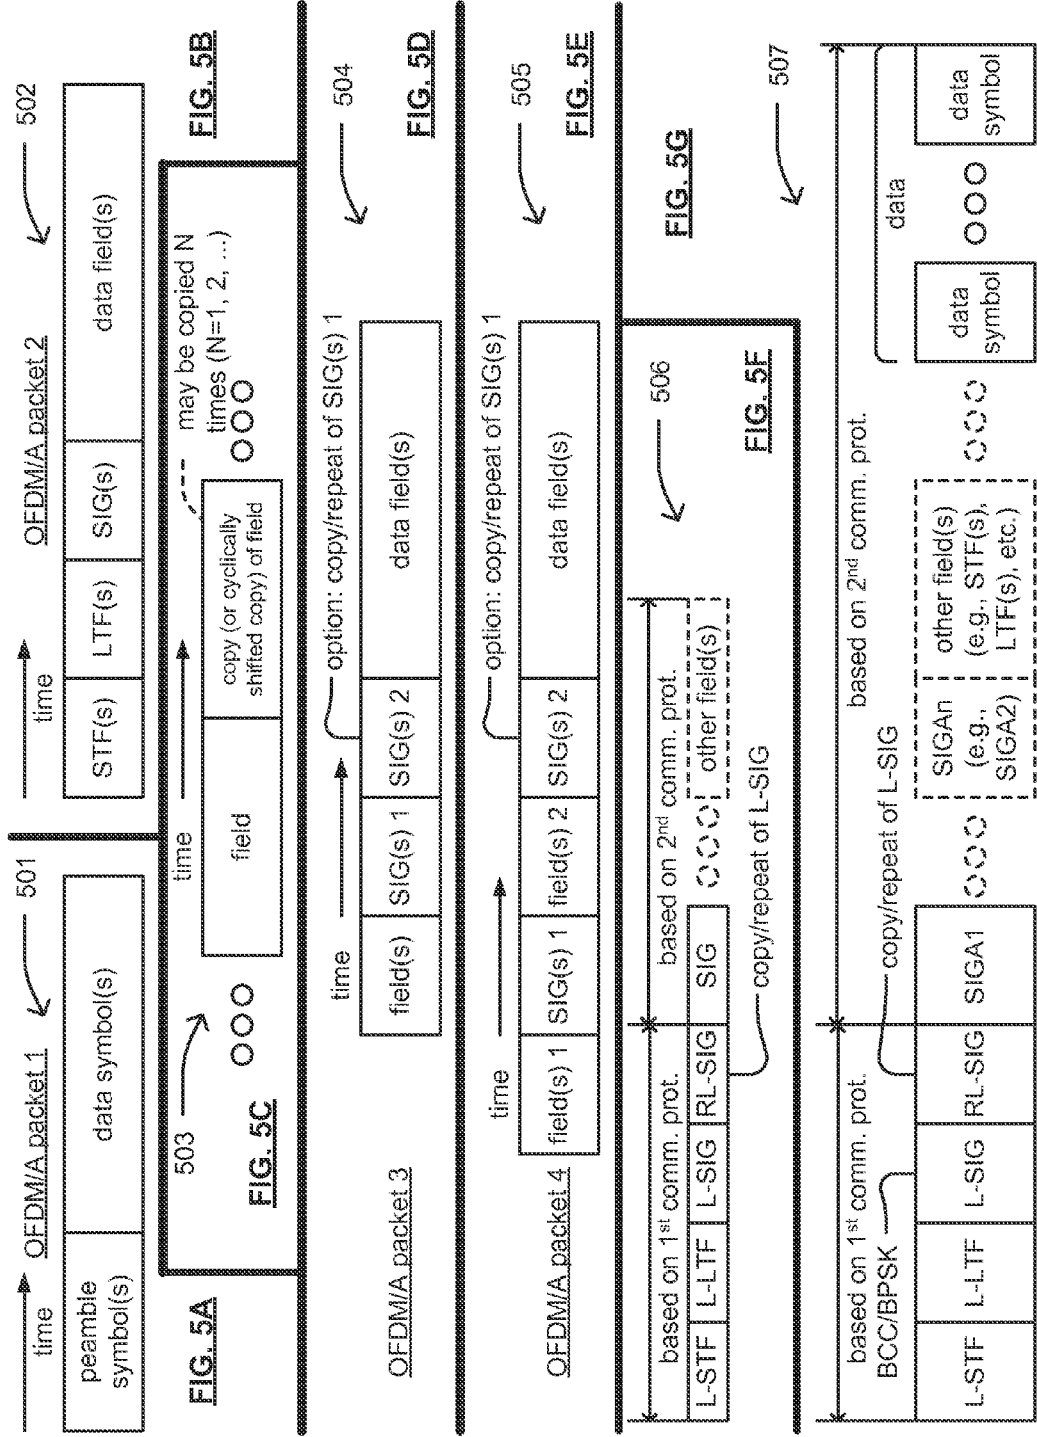 OFDM/A packet 1
501
time
peamble
symbol(s)
data symbol(s)
FIG. 5A
OFDM/A packet 2
502
time
STF(s)
LTF(s)
SIG(s)
data field(s)
FIG. 5B
503
time
field
copy (or cyclically
shifted copy) of field
may be copied N
times (N=1, 2, ...)
FIG. 5C
OFDM/A packet 3
time
option: copy/repeat of SIG(s) 1
504
field(s)
SIG(s) 1
SIG(s) 2
data field(s)
FIG. 5D
OFDM/A packet 4
time
option: copy/repeat of SIG(s) 1
505
field(s) 1
SIG(s) 1
field(s) 2
SIG(s) 2
data field(s)
FIG. 5E
based on 1st comm. prot.
based on 2nd comm. prot.
506
L-STF
L-LTF
L-SIG
RL-SIG
SIG
other field(s)
copy/repeat of L-SIG
FIG. 5F
FIG. 5G
507
based on 1st comm. prot.
based on 2nd comm. prot.
BCC/BPSK
copy/repeat of L-SIG
data
L-STF
L-LTF
L-SIG
RL-SIG
SIGA1
SIGAn
(e.g.,
SIGA2)
other field(s)
(e.g., STF(s),
LTF(s), etc.)
data
symbol
data
symbol